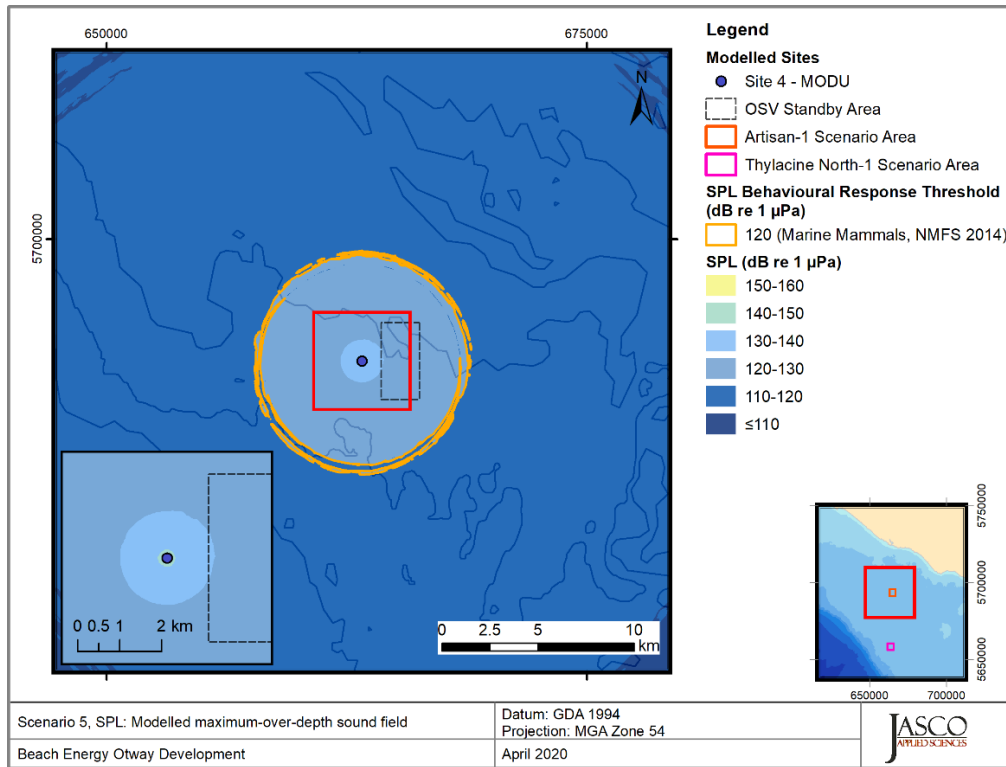 650000
675000
5700000
N
0 0.5 1 2 km
0 2.5 5 10
km
Legend
Modelled Sites
Site 4 - MODU
OSV Standby Area
Artisan-1 Scenario Area
Thylacine North-1 Scenario Area
SPL Behavioural Response Threshold
(dB re 1 µPa)
120 (Marine Mammals, NMFS 2014)
SPL (dB re 1 µPa)
150-160
140-150
130-140
120-130
110-120
≤110
5750000
5700000
5650000
650000 700000
Scenario 5, SPL: Modelled maximum-over-depth sound field
Datum: GDA 1994
Projection: MGA Zone 54
Beach Energy Otway Development
April 2020
JASCO
APPLIED SCIENCES